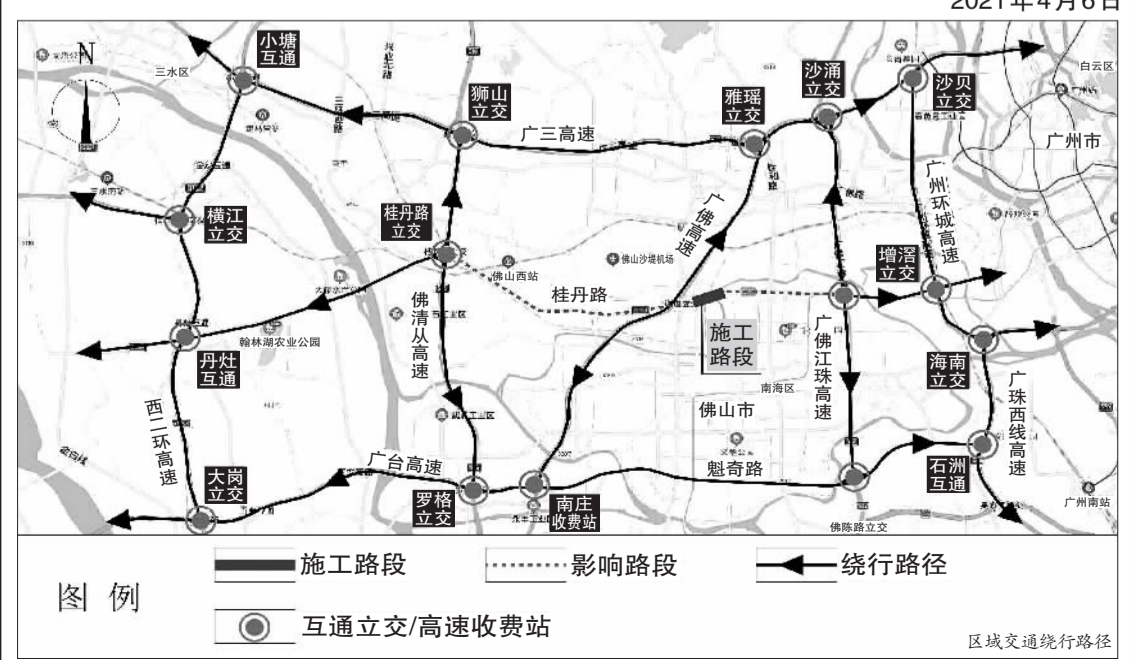 2021年4月6日
N
小塘
互通
三水区
狮山
立交
雅瑶
立交
沙涌
立交
沙贝
立交
白云区
广州站
广州市
广三高速
横江
立交
桂丹路
立交
广佛高速
广州环城高速
增滘
立交
佛山西站
佛山沙堤机场
桂丹路
施工
路段
佛清从高速
翰林湖农业公园
丹灶
互通
广佛江珠高速
海南
立交
南海区
佛山市
广珠西线高速
西二环高速
广台高速
魁奇路
大岗
立交
罗格
立交
南庄
收费站
石洲
互通
佛陈路立交
广州南站
图 例
施工路段
影响路段
绕行路径
互通立交/高速收费站
区域交通绕行路径